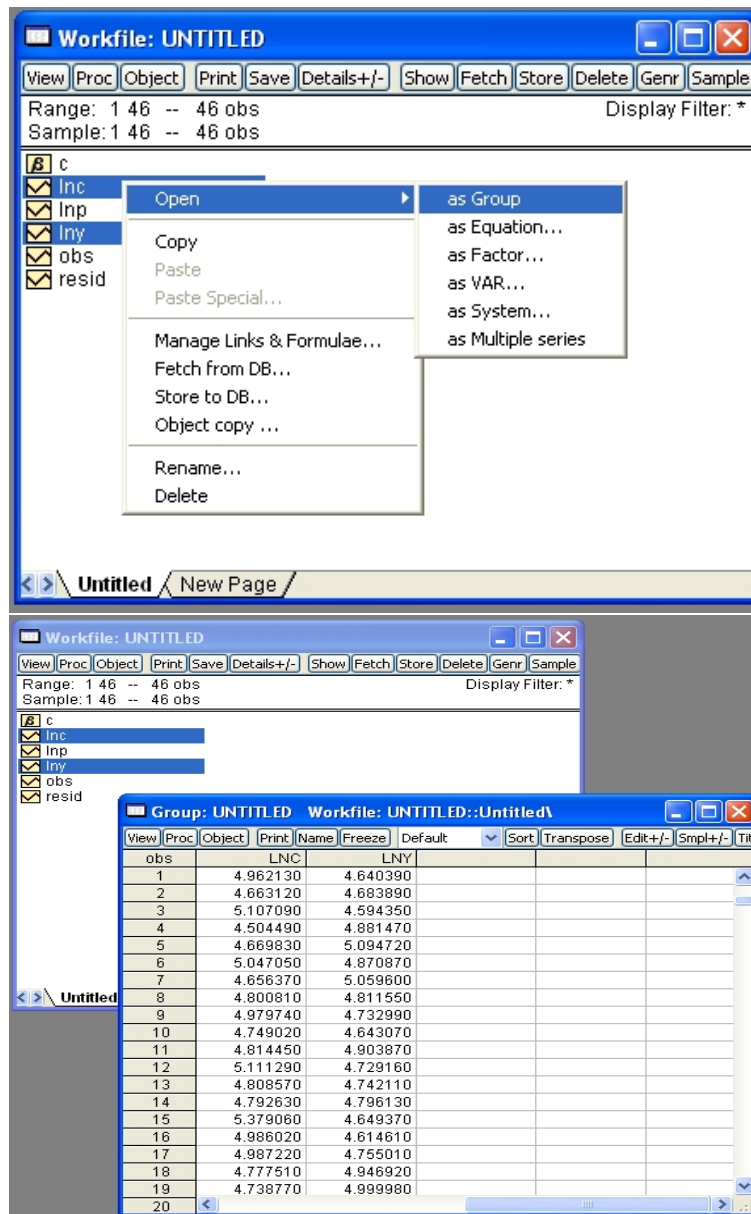 Workfile: UNTITLED
View Proc Object Print Save Details+/- Show Fetch Store Delete Genr Sample
Range: 1 46 -- 46 obs Display Filter: *
Sample: 1 46 -- 46 obs
β c
lnc
lnp
lny
obs
resid
Open
Copy
Paste
Paste Special...
Manage Links & Formulae...
Fetch from DB...
Store to DB...
Object copy ...
Rename...
Delete
as Group
as Equation...
as Factor...
as VAR...
as System...
as Multiple series
Untitled New Page
Workfile: UNTITLED
View Proc Object Print Save Details+/- Show Fetch Store Delete Genr Sample
Range: 1 46 -- 46 obs Display Filter: *
Sample: 1 46 -- 46 obs
β c
lnc
lnp
lny
obs
resid
Untitled
Group: UNTITLED Workfile: UNTITLED::Untitled\
View Proc Object Print Name Freeze Default Sort Transpose Edit+/- Smpl+/- Tit
obs LNC LNY
1 4.962130 4.640390
2 4.663120 4.683890
3 5.107090 4.594350
4 4.504490 4.881470
5 4.669830 5.094720
6 5.047050 4.870870
7 4.656370 5.059600
8 4.800810 4.811550
9 4.979740 4.732990
10 4.749020 4.643070
11 4.814450 4.903870
12 5.111290 4.729160
13 4.808570 4.742110
14 4.792630 4.796130
15 5.379060 4.649370
16 4.986020 4.614610
17 4.987220 4.755010
18 4.777510 4.946920
19 4.738770 4.999980
20